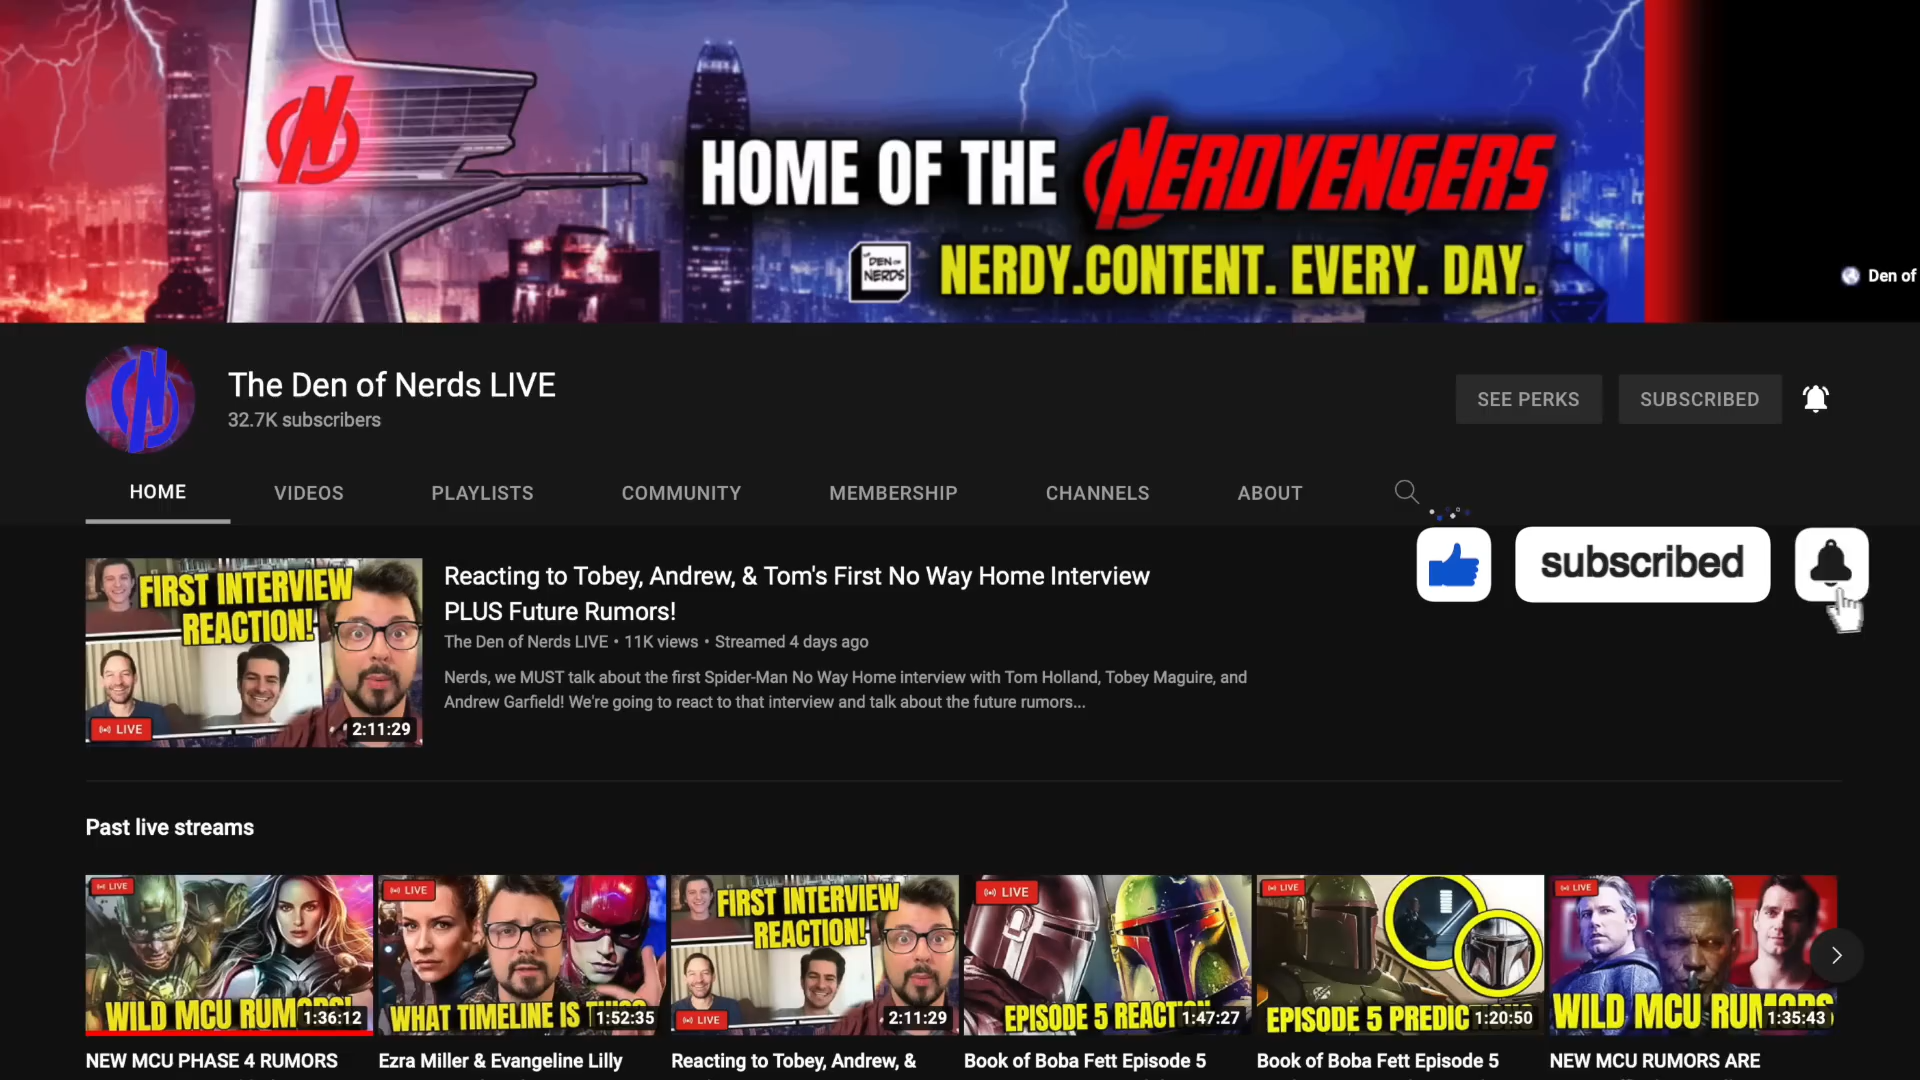 HOME OF THE NERDVENGERS
DEN OF
NERDS
NERDY.CONTENT. EVERY. DAY.
Den of
The Den of Nerds LIVE
32.7K subscribers
SEE PERKS
SUBSCRIBED
HOME
VIDEOS
PLAYLISTS
COMMUNITY
MEMBERSHIP
CHANNELS
ABOUT
subscribed
FIRST INTERVIEW
REACTION!
LIVE
2:11:29
Reacting to Tobey, Andrew, & Tom's First No Way Home Interview
PLUS Future Rumors!
The Den of Nerds LIVE • 11K views • Streamed 4 days ago
Nerds, we MUST talk about the first Spider-Man No Way Home interview with Tom Holland, Tobey Maguire, and
Andrew Garfield! We're going to react to that interview and talk about the future rumors...
Past live streams
LIVE
WILD MCU RUMORS!
1:36:12
NEW MCU PHASE 4 RUMORS
LIVE
WHAT TIMELINE IS THIS?
1:52:35
Ezra Miller & Evangeline Lilly
FIRST INTERVIEW
REACTION!
LIVE
2:11:29
Reacting to Tobey, Andrew, &
LIVE
EPISODE 5 REACTION
1:47:27
Book of Boba Fett Episode 5
LIVE
EPISODE 5 PREDIC
1:20:50
Book of Boba Fett Episode 5
LIVE
WILD MCU RUMORS
1:35:43
NEW MCU RUMORS ARE